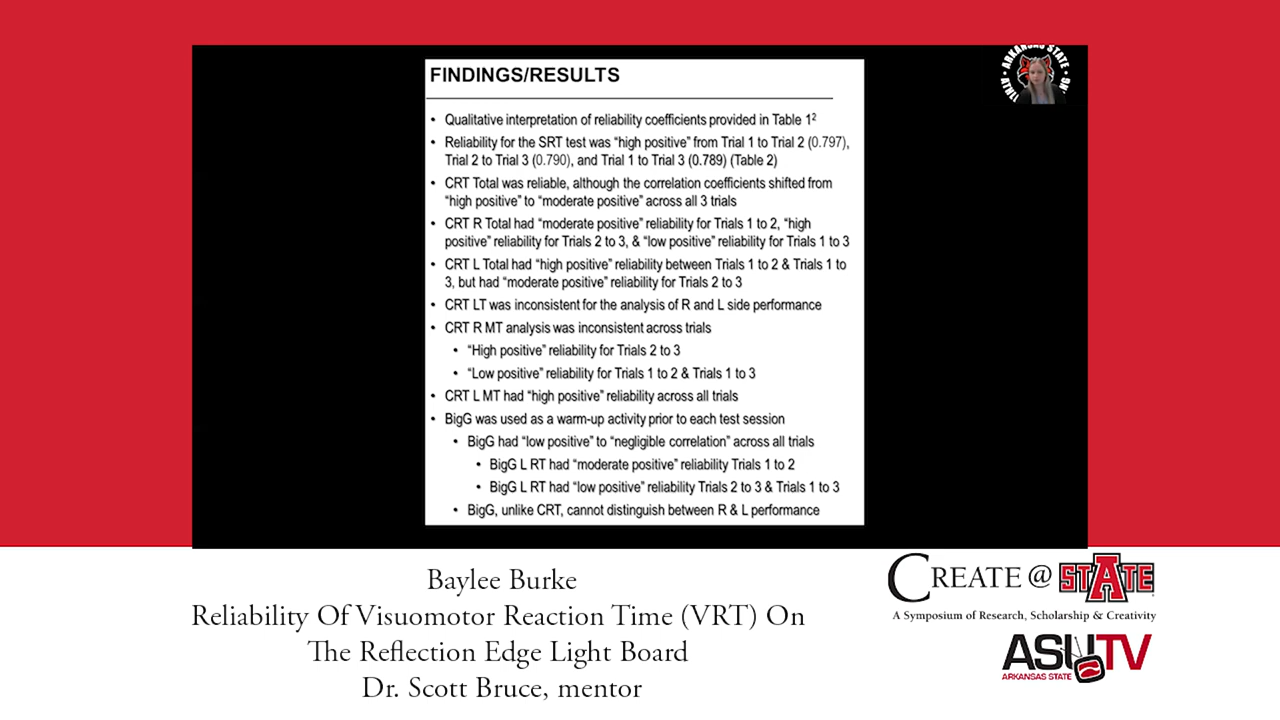 ARKANSAS STATE
FINDINGS/RESULTS
• Qualitative interpretation of reliability coefficients provided in Table 1²
• Reliability for the SRT test was “high positive” from Trial 1 to Trial 2 (0.797),
Trial 2 to Trial 3 (0.790), and Trial 1 to Trial 3 (0.789) (Table 2)
• CRT Total was reliable, although the correlation coefficients shifted from
“high positive” to “moderate positive” across all 3 trials
• CRT R Total had “moderate positive” reliability for Trials 1 to 2, “high
positive” reliability for Trials 2 to 3, & “low positive” reliability for Trials 1 to 3
• CRT L Total had “high positive” reliability between Trials 1 to 2 & Trials 1 to
3, but had “moderate positive” reliability for Trials 2 to 3
• CRT LT was inconsistent for the analysis of R and L side performance
• CRT R MT analysis was inconsistent across trials
• “High positive” reliability for Trials 2 to 3
• “Low positive” reliability for Trials 1 to 2 & Trials 1 to 3
• CRT L MT had “high positive” reliability across all trials
• BigG was used as a warm-up activity prior to each test session
• BigG had “low positive” to “negligible correlation” across all trials
• BigG L RT had “moderate positive” reliability Trials 1 to 2
• BigG L RT had “low positive” reliability Trials 2 to 3 & Trials 1 to 3
• BigG, unlike CRT, cannot distinguish between R & L performance
Baylee Burke
Reliability Of Visuomotor Reaction Time (VRT) On
The Reflection Edge Light Board
Dr. Scott Bruce, mentor
CREATE @ STATE
A Symposium of Research, Scholarship & Creativity
ASUTV
ARKANSAS STATE